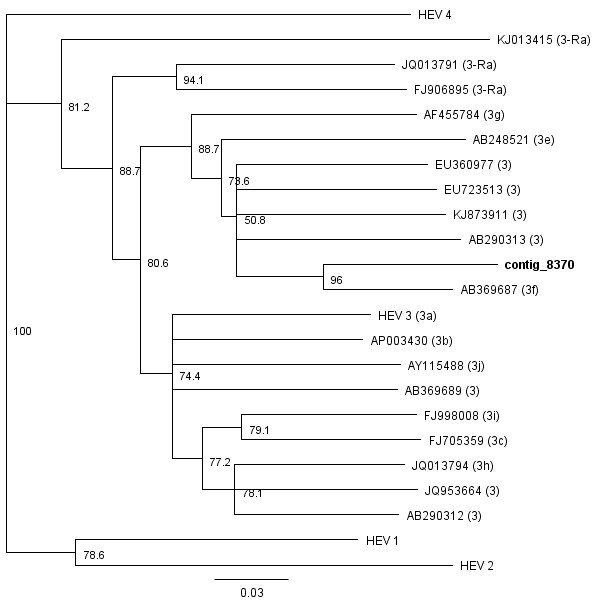 HEV 4
KJ013415 (3-Ra)
JQ013791 (3-Ra)
94.1
FJ906895 (3-Ra)
81.2
AF455784 (3g)
AB248521 (3e)
88.7
EU360977 (3)
88.7
73.6
EU723513 (3)
KJ873911 (3)
50.8
AB290313 (3)
80.6
contig_8370
96
AB369687 (3f)
HEV 3 (3a)
100
AP003430 (3b)
AY115488 (3j)
74.4
AB369689 (3)
FJ998008 (3i)
79.1
FJ705359 (3c)
77.2
JQ013794 (3h)
JQ953664 (3)
78.1
AB290312 (3)
HEV 1
78.6
HEV 2
0.03